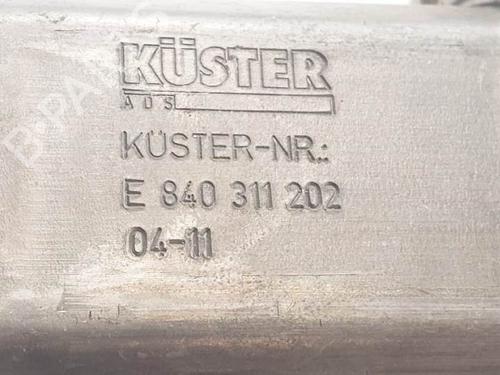 KÜSTER
ADS
KÜSTER-NR.:
E 840 311 202
04-11
B-PARTS